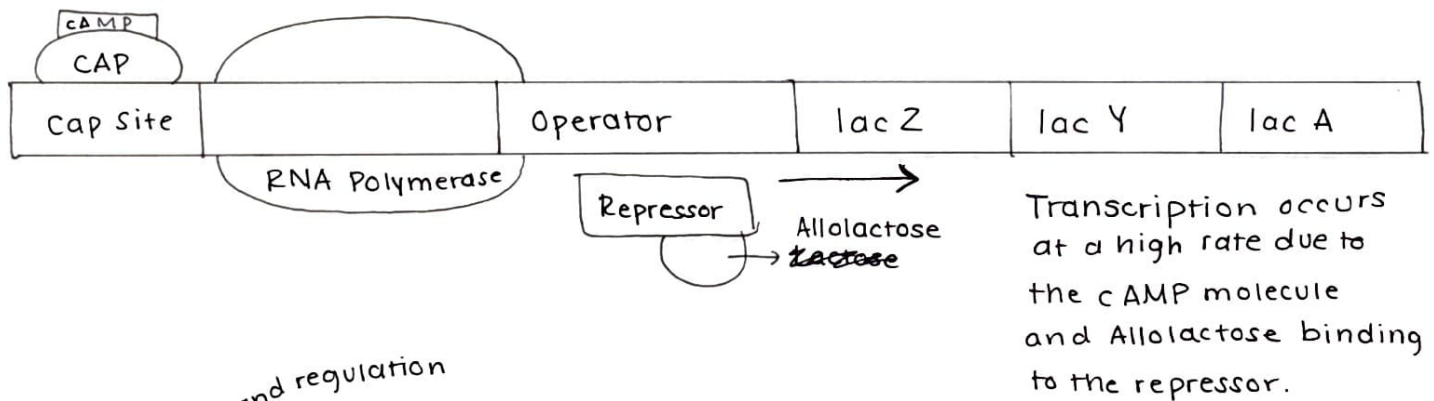 cAMP
CAP
Cap Site
Operator
lac Z
lac Y
lac A
RNA Polymerase
Repressor
Allolactose
Lactose
Transcription occurs
at a high rate due to
the cAMP molecule
and Allolactose binding
to the repressor.
and regulation